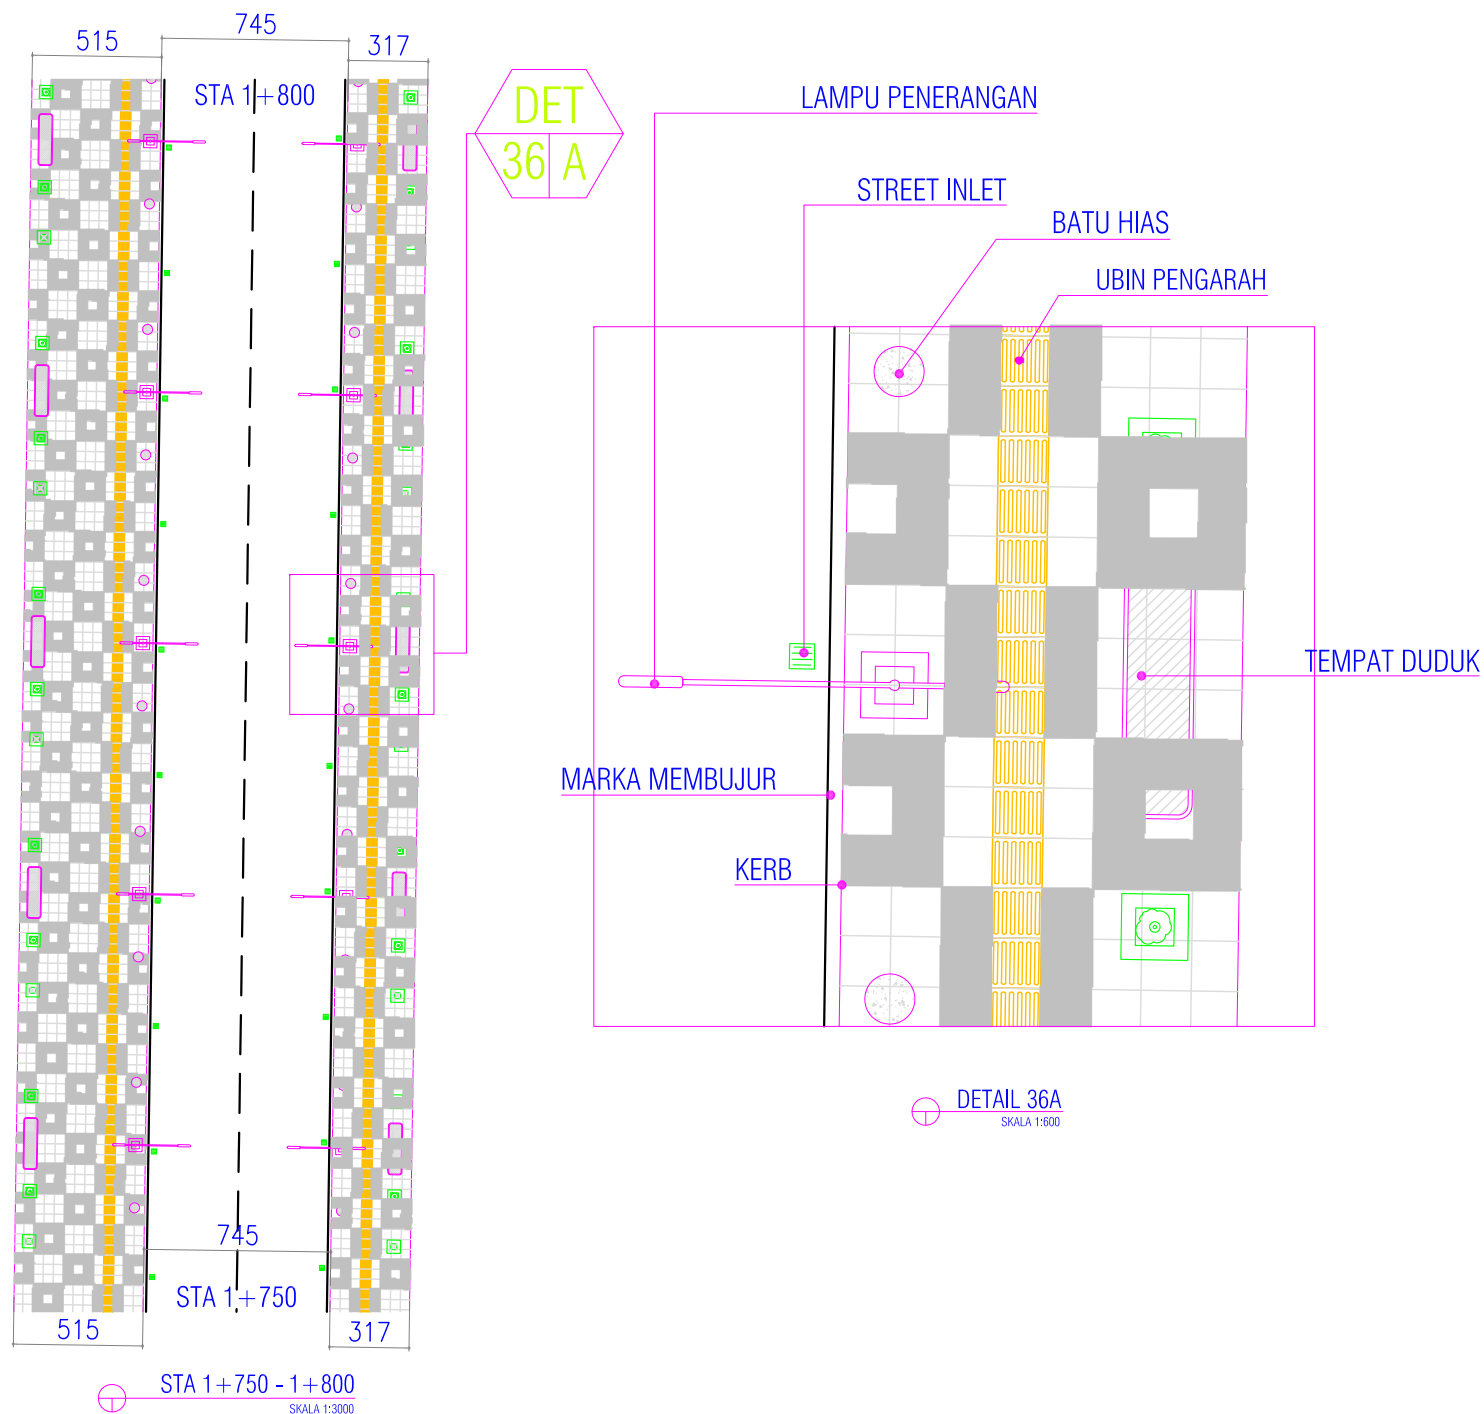 745
515
317
STA 1+800
DET
36 A
LAMPU PENERANGAN
STREET INLET
BATU HIAS
UBIN PENGARAH
TEMPAT DUDUK
MARKA MEMBUJUR
KERB
DETAIL 36A
SKALA 1:600
745
STA 1+750
515
317
STA 1+750 - 1+800
SKALA 1:3000